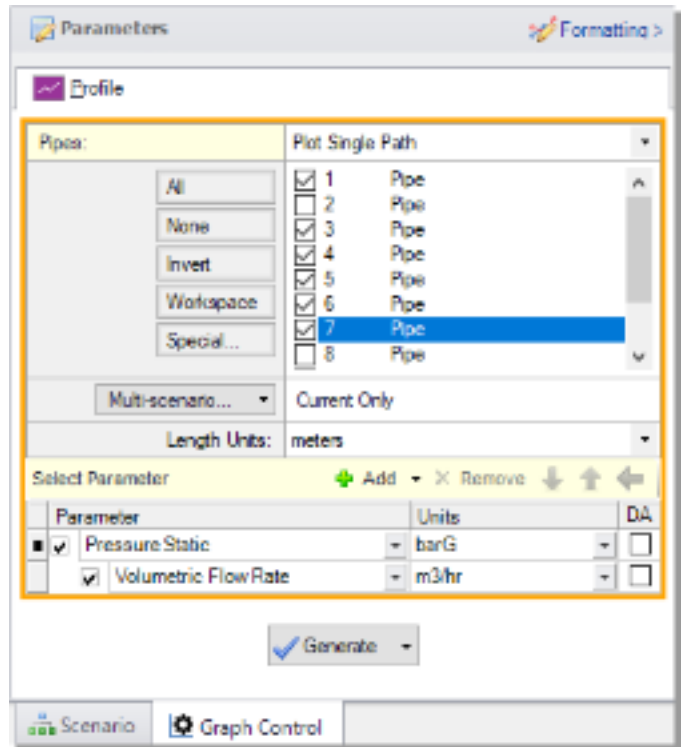 Parameters Formatting >
Profile
Pipes: Plot Single Path
All
None
Invert
Workspace
Special...
1 Pipe
2 Pipe
3 Pipe
4 Pipe
5 Pipe
6 Pipe
7 Pipe
8 Pipe
Multi-scenario... Current Only
Length Units: meters
Select Parameter Add Remove
Parameter Units DA
Pressure Static barG
Volumetric Flow Rate m3/hr
Generate
Scenario Graph Control